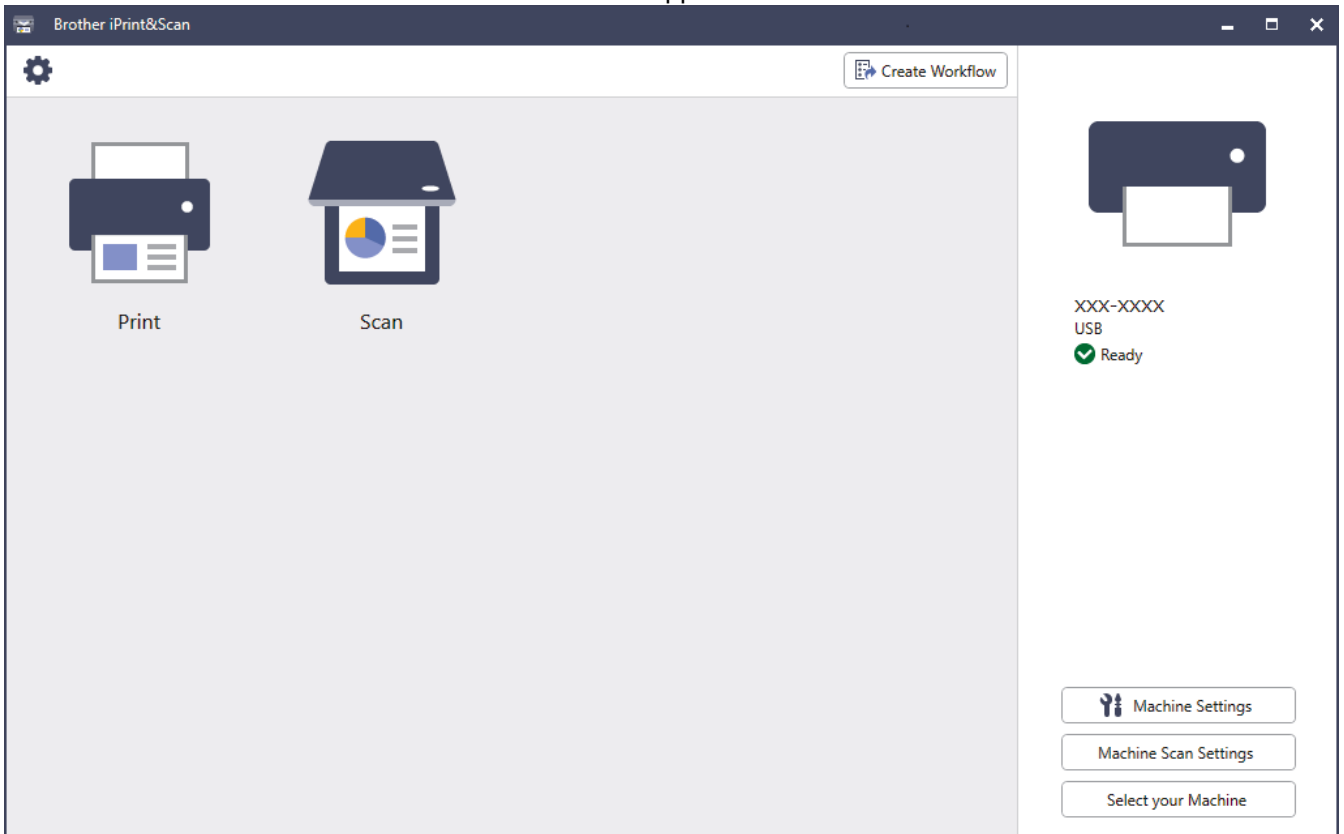 Brother iPrint&Scan
Create Workflow
Print
Scan
XXX-XXXX
USB
Ready
Machine Settings
Machine Scan Settings
Select your Machine